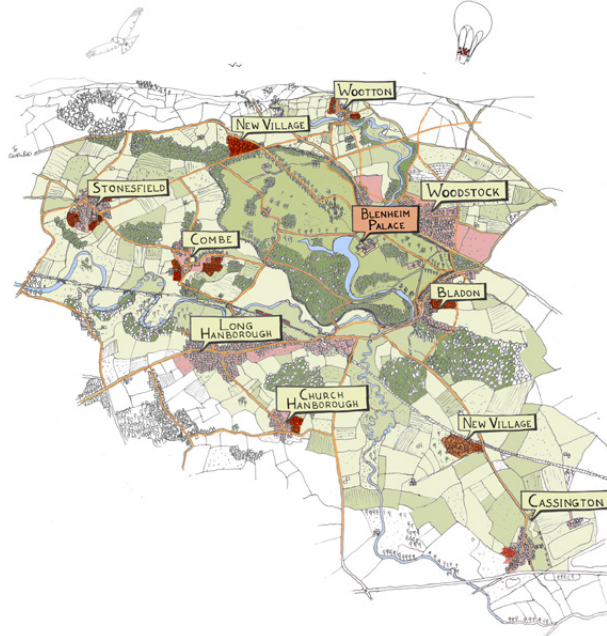 WOOTTON
NEW VILLAGE
STONESFIELD
WOODSTOCK
BLENHEIM
PALACE
COMBE
BLADON
LONG
HANBOROUGH
CHURCH
HANBOROUGH
NEW VILLAGE
CASSINGTON